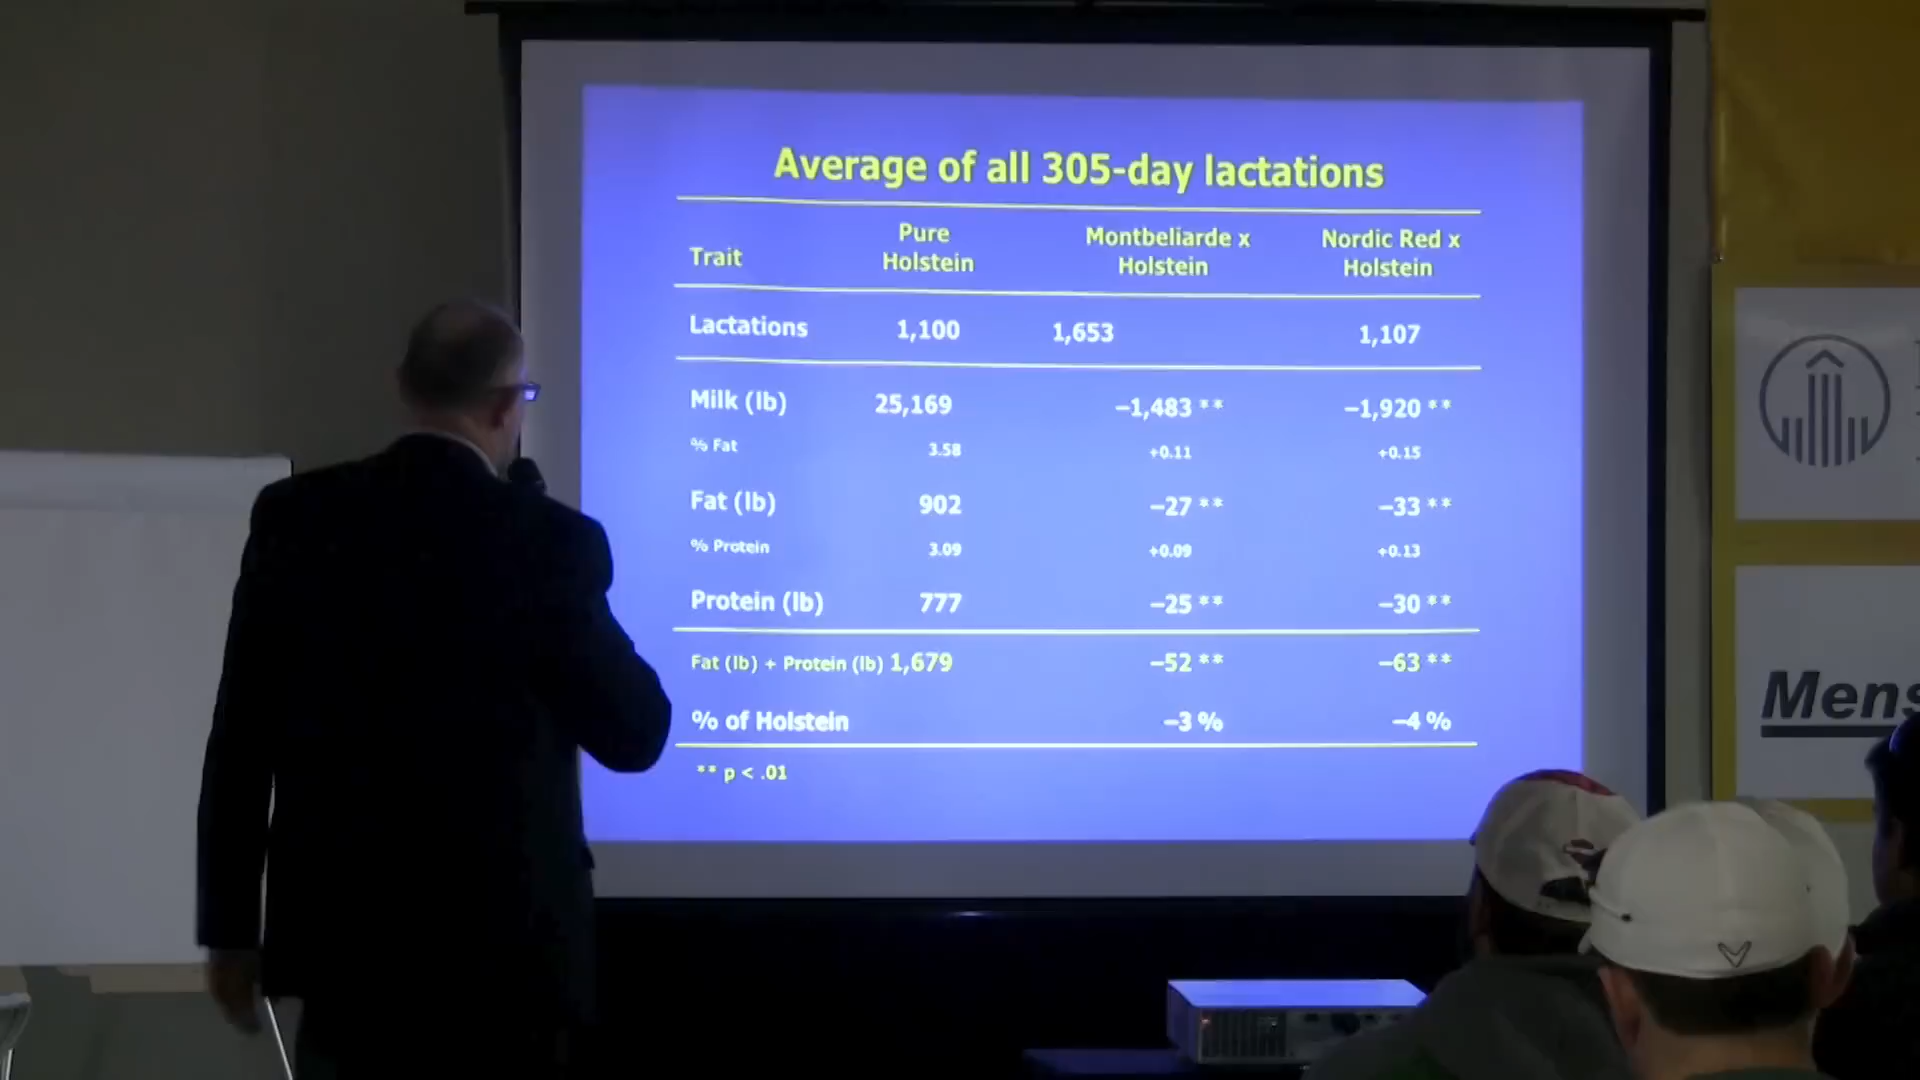 Average of all 305-day lactations
Trait Pure Holstein Montbeliarde x Holstein Nordic Red x Holstein
Lactations 1,100 1,653 1,107
Milk (lb) 25,169 –1,483 ** –1,920 **
% Fat 3.58 +0.11 +0.15
Fat (lb) 902 –27 ** –33 **
% Protein 3.09 +0.09 +0.13
Protein (lb) 777 –25 ** –30 **
Fat (lb) + Protein (lb) 1,679 –52 ** –63 **
% of Holstein –3 % –4 %
** p < .01